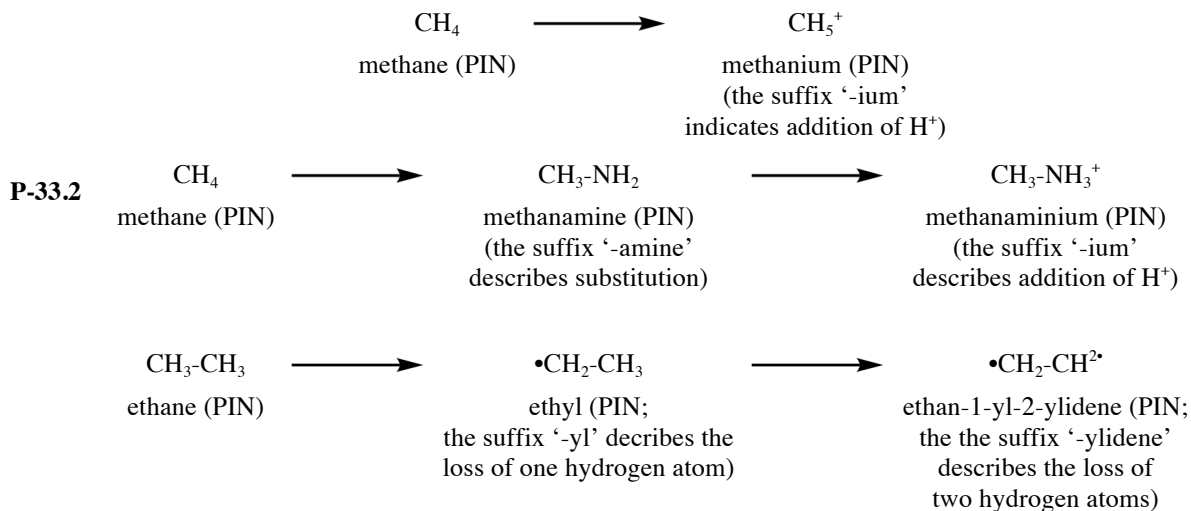 CH₄ CH₅⁺
methane (PIN) methanium (PIN)
(the suffix ‘-ium’
indicates addition of H⁺)
P-33.2 CH₄ CH₃-NH₂ CH₃-NH₃⁺
methane (PIN) methanamine (PIN) methanaminium (PIN)
(the suffix ‘-amine’ (the suffix ‘-ium’
describes substitution) describes addition of H⁺)
CH₃-CH₃ •CH₂-CH₃ •CH₂-CH²•
ethane (PIN) ethyl (PIN; ethan-1-yl-2-ylidene (PIN;
the suffix ‘-yl’ decribes the the the suffix ‘-ylidene’
loss of one hydrogen atom) describes the loss of
two hydrogen atoms)